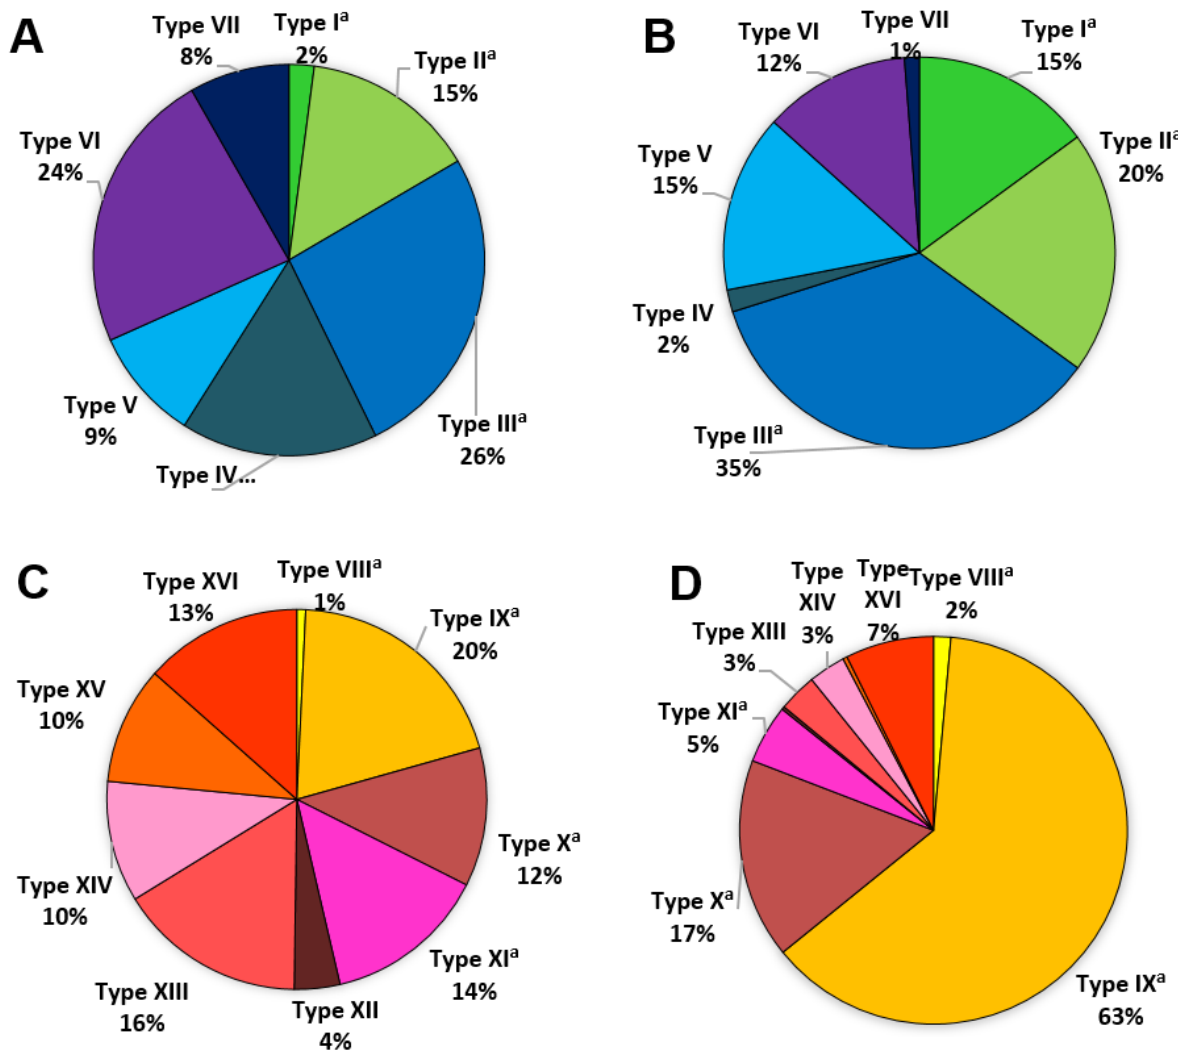 A
Type VII
8%
Type Iª
2%
Type IIª
15%
Type VI
24%
Type V
9%
Type IV...
Type IIIª
26%
B
Type VI
12%
Type VII
1%
Type Iª
15%
Type IIª
20%
Type V
15%
Type IV
2%
Type IIIª
35%
C
Type XVI
13%
Type VIIIª
1%
Type IXª
20%
Type XV
10%
Type Xª
12%
Type XIV
10%
Type XIª
14%
Type XIII
16%
Type XII
4%
D
Type
XIV
3%
Type
XVI
7%
Type VIIIª
2%
Type XIII
3%
Type XIª
5%
Type Xª
17%
Type IXª
63%